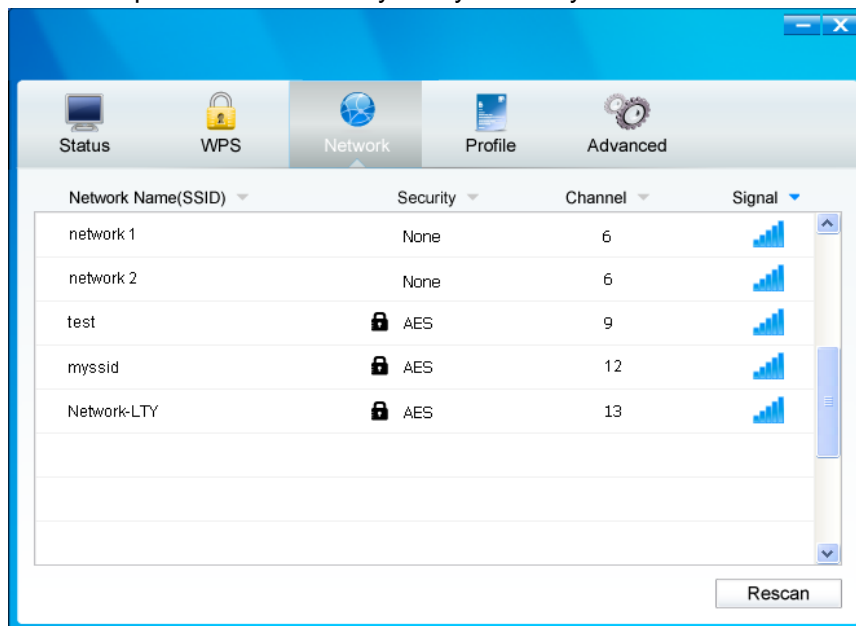 Status WPS Network Profile Advanced
Network Name(SSID) Security Channel Signal
network 1 None 6
network 2 None 6
test AES 9
myssid AES 12
Network-LTY AES 13
Rescan